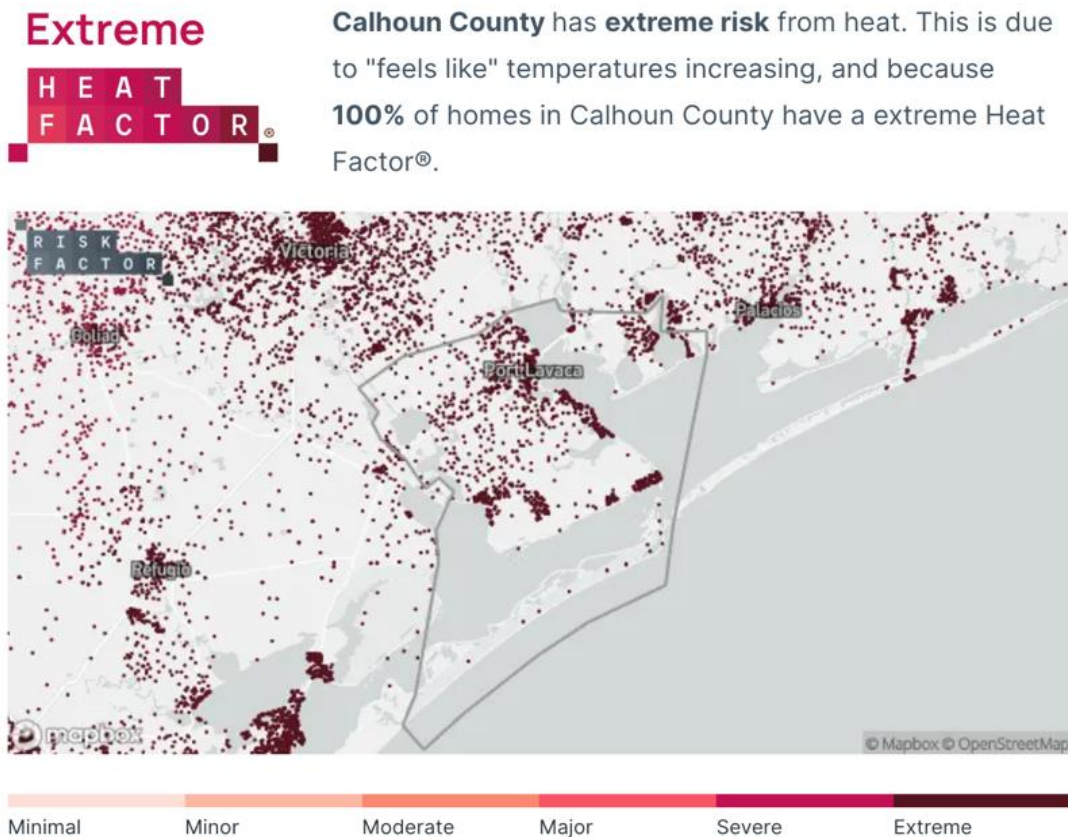 Extreme
HEAT
FACTOR®
Calhoun County has extreme risk from heat. This is due
to "feels like" temperatures increasing, and because
100% of homes in Calhoun County have a extreme Heat
Factor®.
RISK
FACTOR
Victoria
Goliad
Palacios
Port Lavaca
Refugio
mapbox
© Mapbox © OpenStreetMap
Minimal Minor Moderate Major Severe Extreme